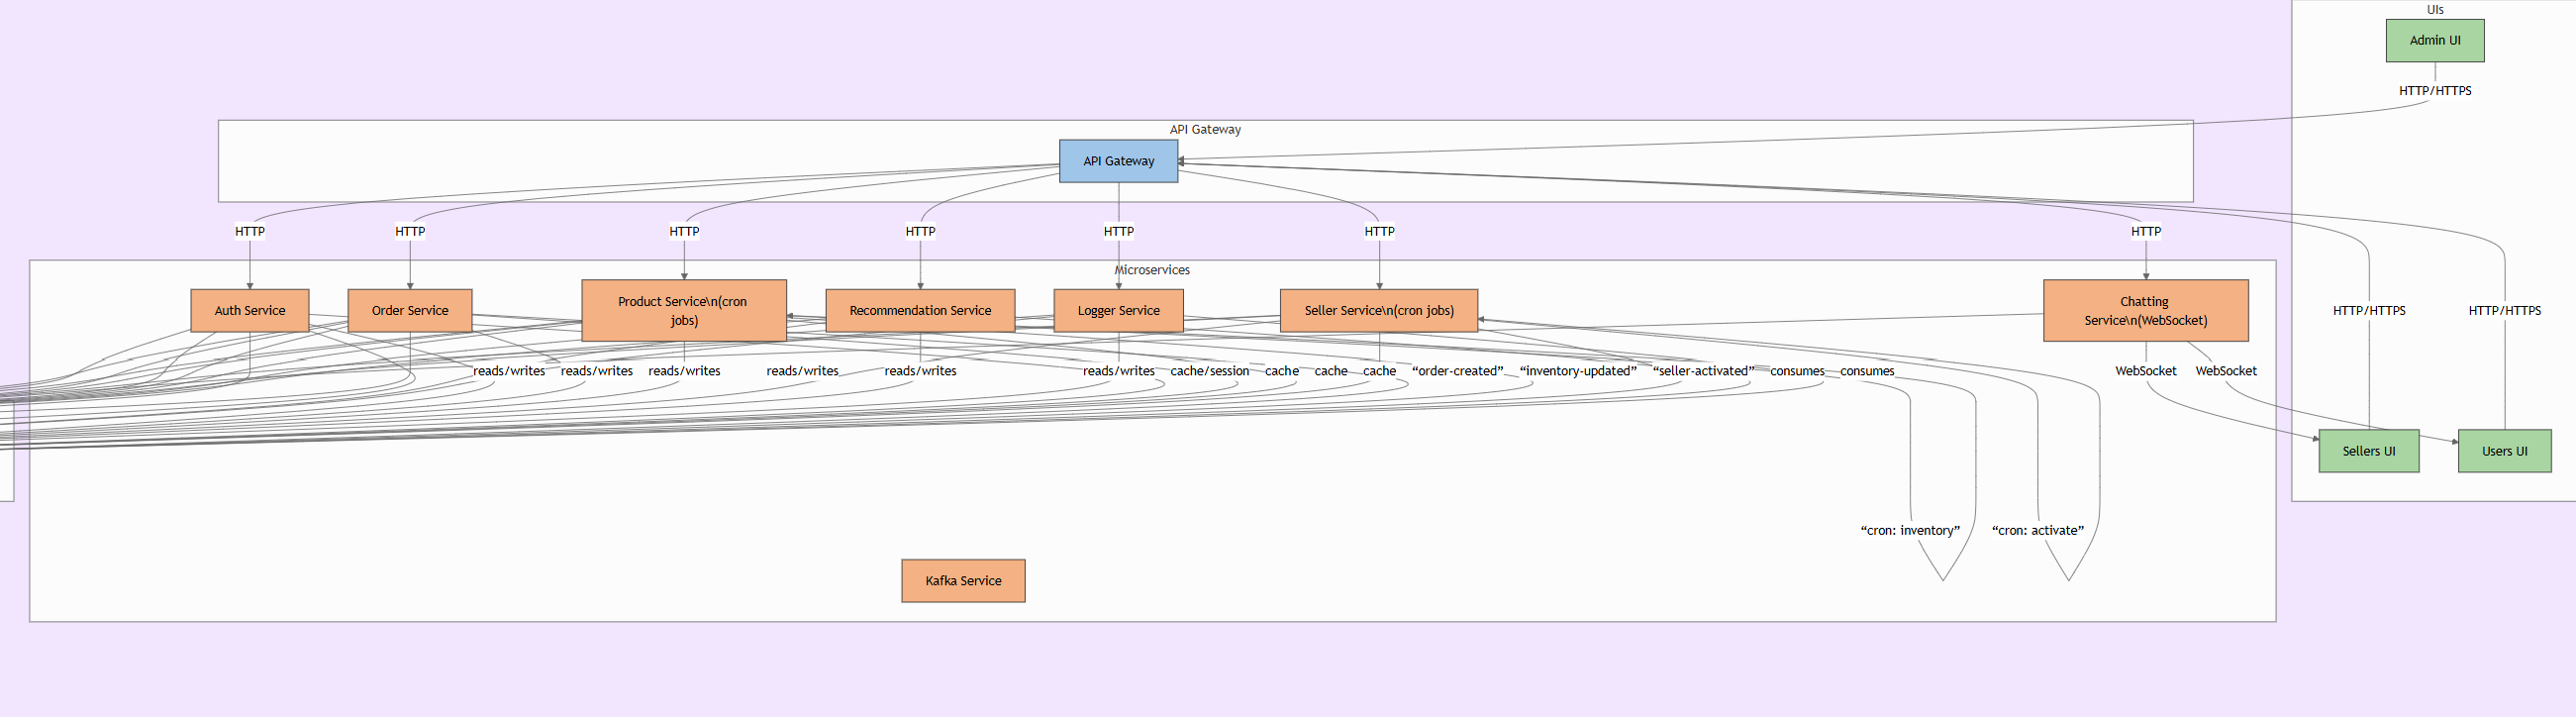 UIs
Admin UI
HTTP/HTTPS
API Gateway
API Gateway
HTTP
HTTP
HTTP
HTTP
HTTP
HTTP
HTTP
Microservices
Auth Service
Order Service
Product Service\n(cron
jobs)
Recommendation Service
Logger Service
Seller Service\n(cron jobs)
Chatting
Service\n(WebSocket)
HTTP/HTTPS
HTTP/HTTPS
reads/writes
reads/writes
reads/writes
reads/writes
reads/writes
reads/writes
cache/session
cache
cache
cache
“order-created”
“inventory-updated”
“seller-activated”
consumes
consumes
WebSocket
WebSocket
Sellers UI
Users UI
“cron: inventory”
“cron: activate”
Kafka Service